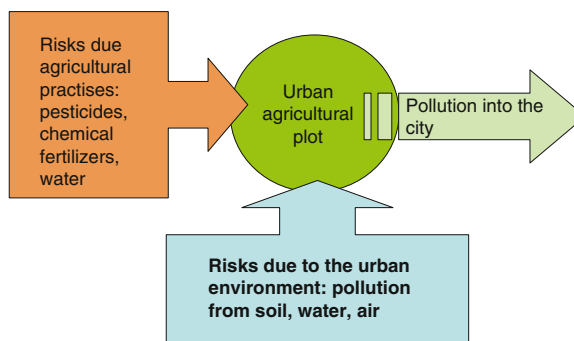 Risks due
agricultural
practises:
pesticides,
chemical
fertilizers,
water
Urban
agricultural
plot
Pollution into the
city
Risks due to the urban
environment: pollution
from soil, water, air